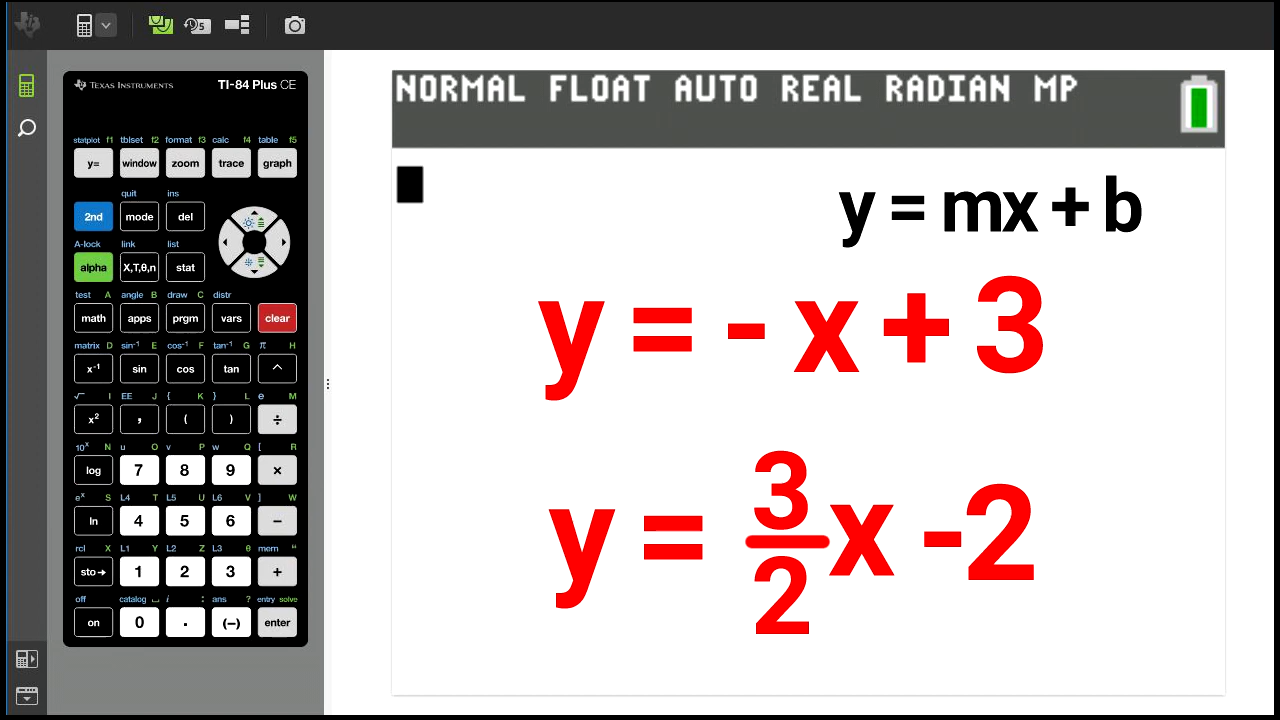 TEXAS INSTRUMENTS TI-84 Plus CE
statplot f1 tblset f2 format f3 calc f4 table f5
y= window zoom trace graph
quit ins
2nd mode del
A-lock link list
alpha X,T,θ,n stat
test A angle B draw C distr
math apps prgm vars clear
matrix D sin⁻¹ E cos⁻¹ F tan⁻¹ G π H
x⁻¹ sin cos tan ^
√ I EE J { K } L e M
x² , ( ) ÷
10ˣ N u O v P w Q [ R
log 7 8 9 ×
eˣ S L4 T L5 U L6 V ] W
ln 4 5 6 −
rcl X L1 Y L2 Z L3 θ mem "
sto→ 1 2 3 +
off catalog ␣ i : ans ? entry solve
on 0 . (−) enter
NORMAL FLOAT AUTO REAL RADIAN MP
y = mx + b
y = - x + 3
y = 3/2 x - 2